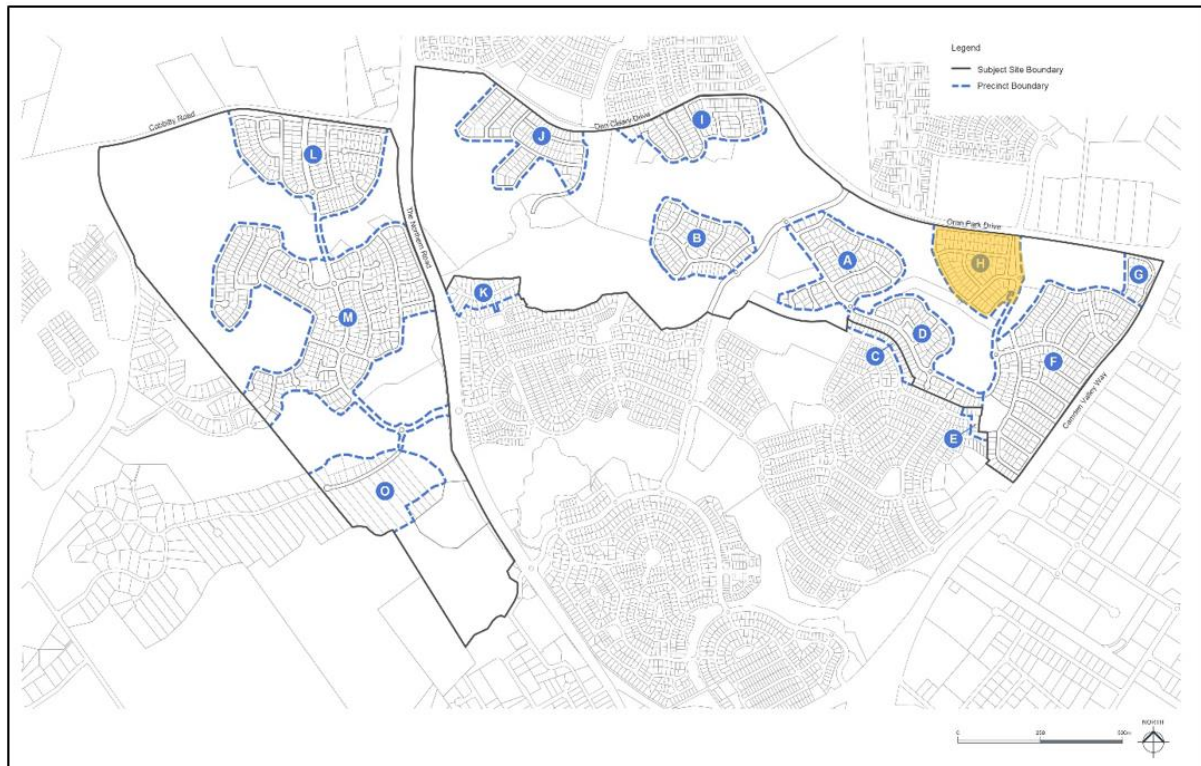 Legend
Subject Site Boundary
Precinct Boundary
Cobbitty Road
Dan Cleary Drive
The Northern Road
Oran Park Drive
Camden Valley Way
L
J
I
B
A
H
G
K
M
D
C
F
E
O
NORTH
0
250
500m